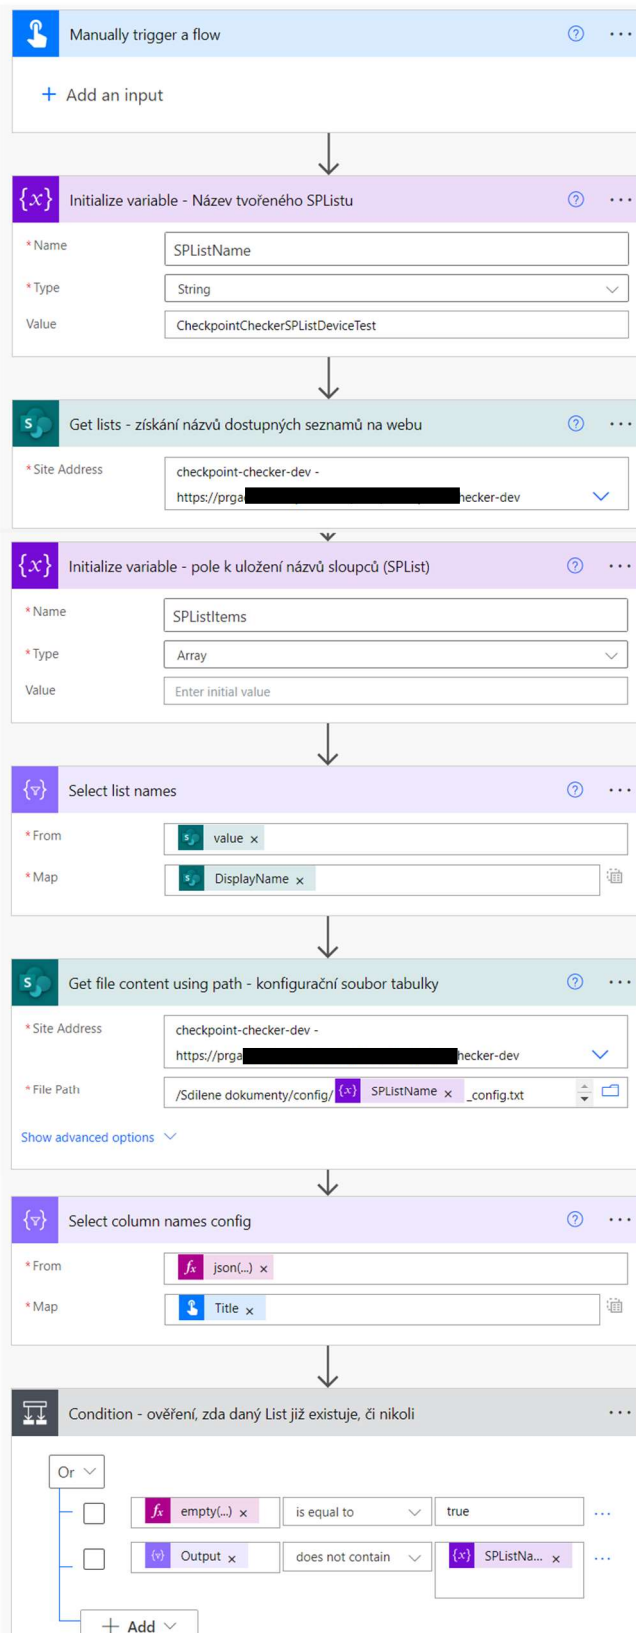 Manually trigger a flow
Add an input
{x} Initialize variable - Název tvořeného SPListu
* Name SPListName
* Type String
Value CheckpointCheckerSPListDeviceTest
S Get lists - získání názvů dostupných seznamů na webu
* Site Address checkpoint-checker-dev -
https://prga hecker-dev
{x} Initialize variable - pole k uložení názvů sloupců (SPList)
* Name SPListItems
* Type Array
Value Enter initial value
Select list names
* From S value ×
* Map S DisplayName ×
S Get file content using path - konfigurační soubor tabulky
* Site Address checkpoint-checker-dev -
https://prga hecker-dev
* File Path /Sdilene dokumenty/config/ {x} SPListName × _config.txt
Show advanced options
Select column names config
* From fx json(...) ×
* Map Title ×
Condition - ověření, zda daný List již existuje, či nikoli
Or
fx empty(...) × is equal to true ...
Output × does not contain {x} SPListNa... × ...
+ Add